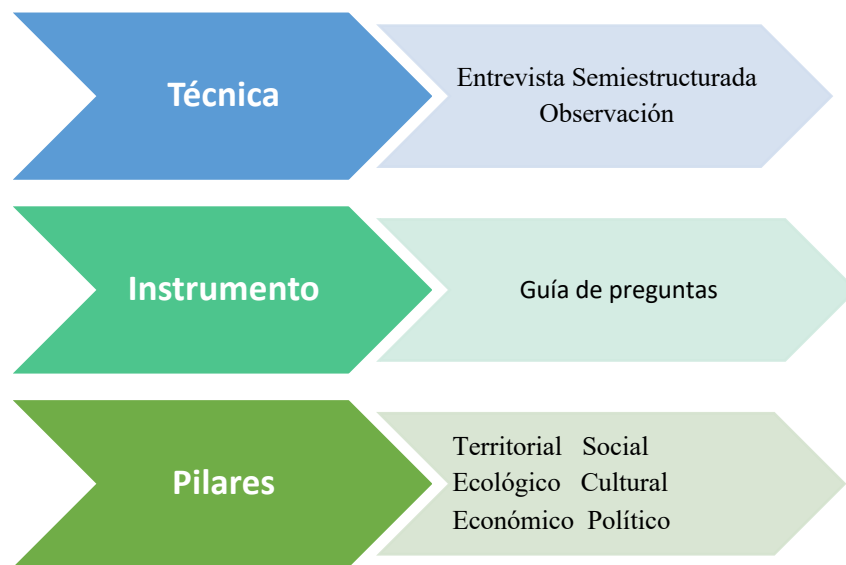 Técnica
Entrevista Semiestructurada
Observación
Instrumento
Guía de preguntas
Pilares
Territorial Social
Ecológico Cultural
Económico Político